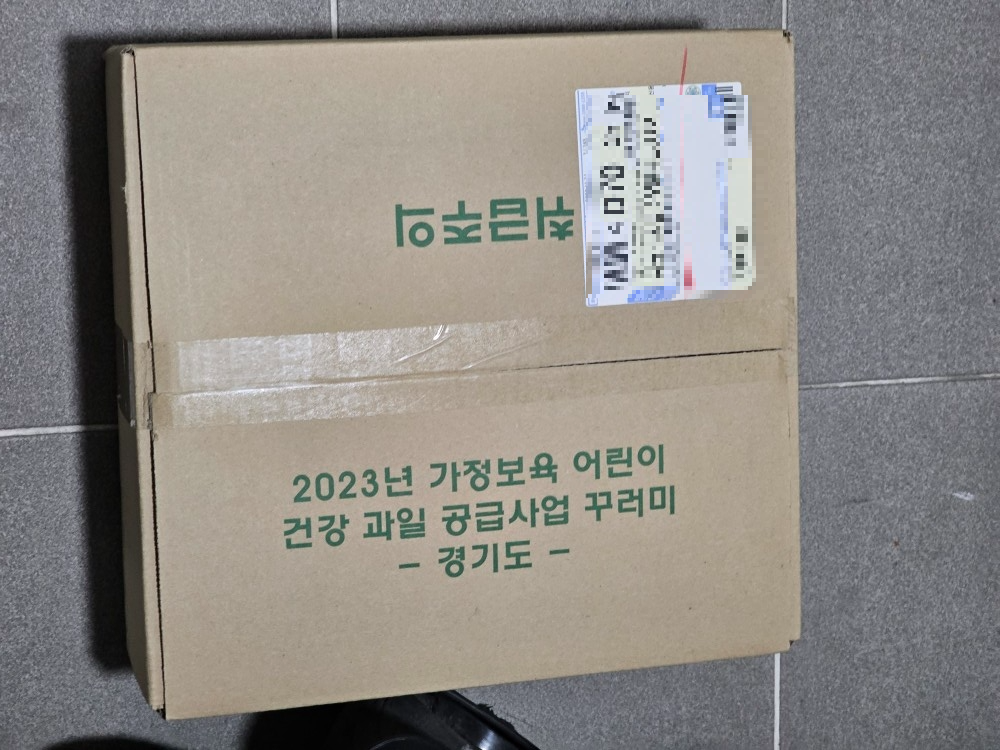 취급주의
2023년 가정보육 어린이
건강 과일 공급사업 꾸러미
- 경기도 -